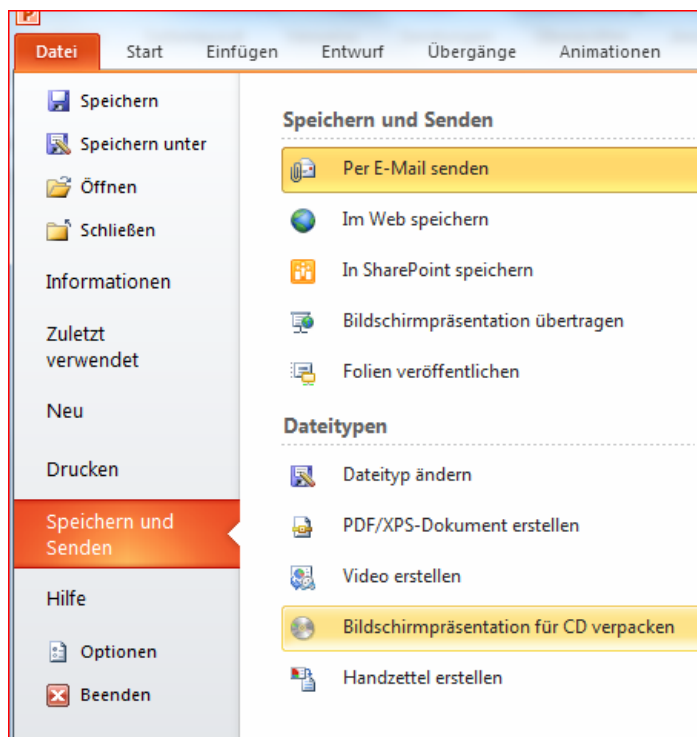 Datei Start Einfügen Entwurf Übergänge Animationen
Speichern
Speichern unter
Öffnen
Schließen
Informationen
Zuletzt
verwendet
Neu
Drucken
Speichern und
Senden
Hilfe
Optionen
Beenden
Speichern und Senden
Per E-Mail senden
Im Web speichern
In SharePoint speichern
Bildschirmpräsentation übertragen
Folien veröffentlichen
Dateitypen
Dateityp ändern
PDF/XPS-Dokument erstellen
Video erstellen
Bildschirmpräsentation für CD verpacken
Handzettel erstellen